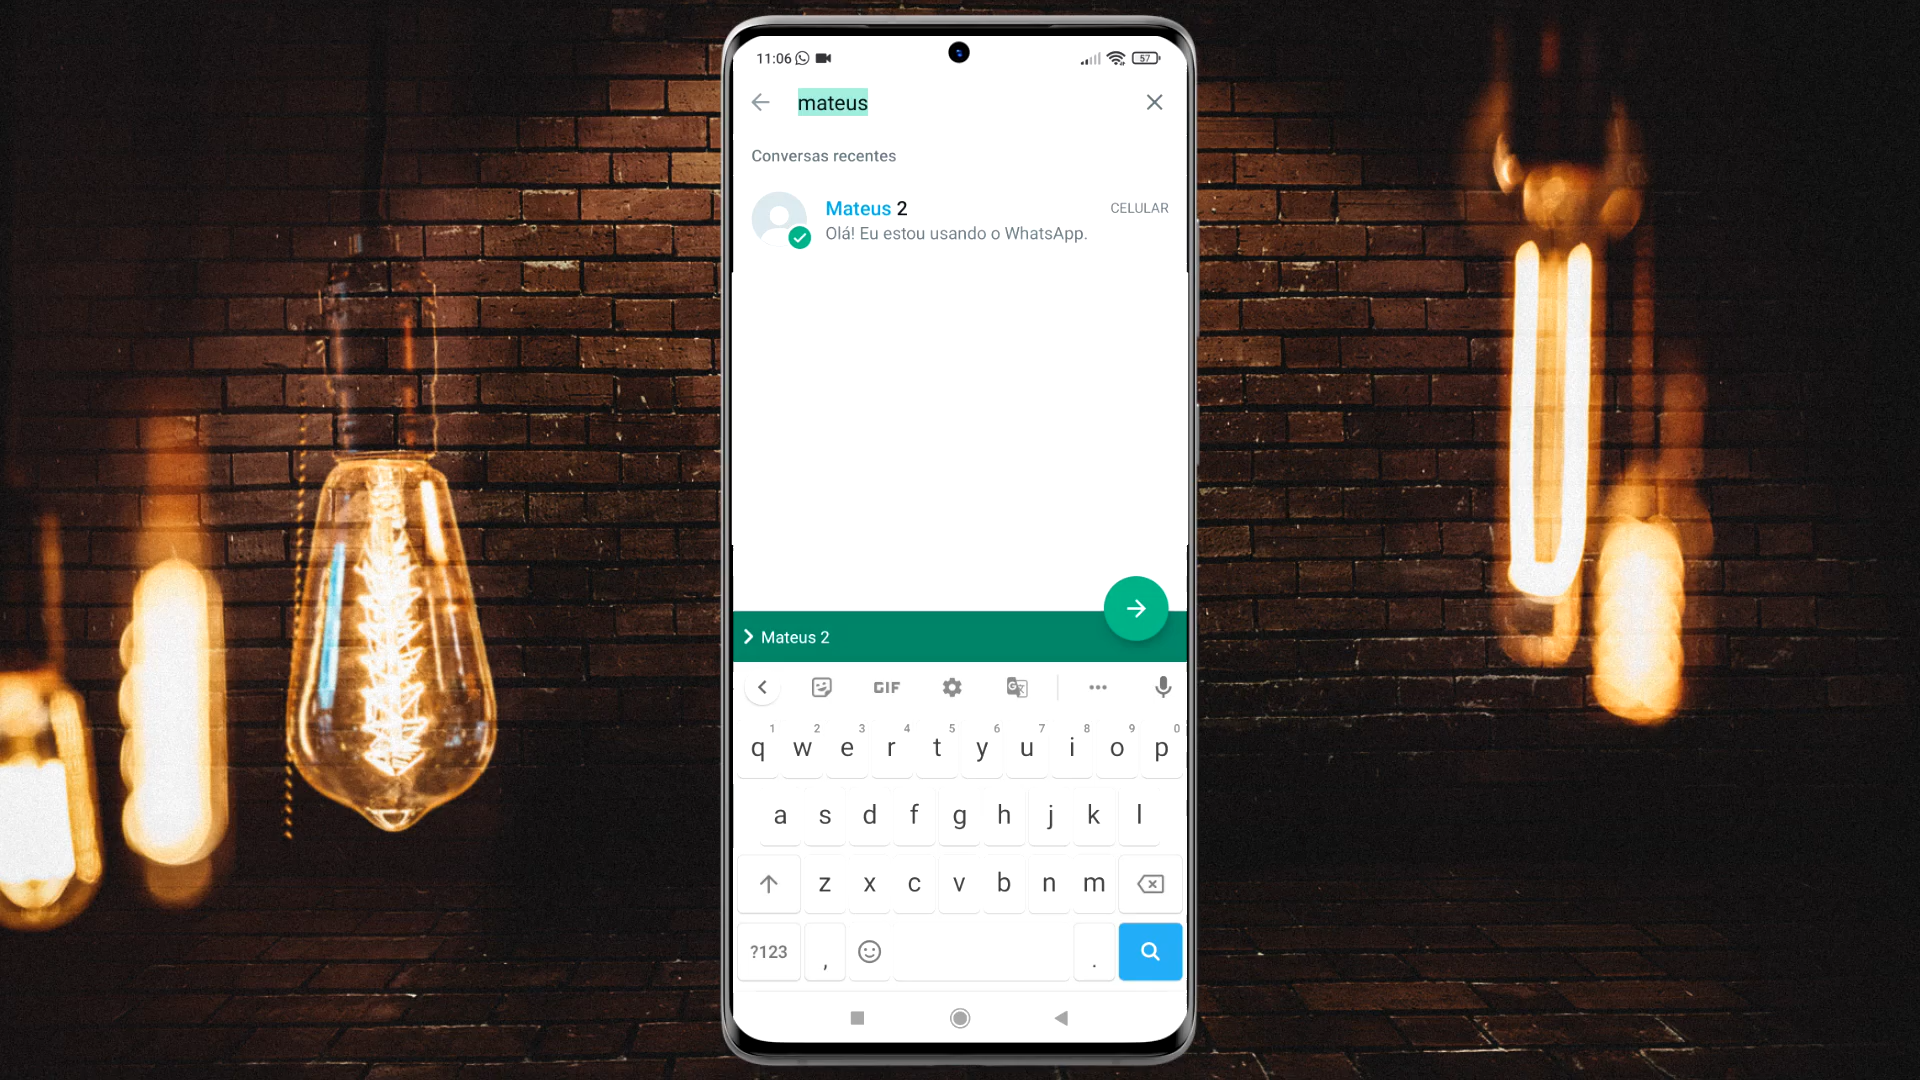 11:06
57
mateus
Conversas recentes
Mateus 2
CELULAR
Olá! Eu estou usando o WhatsApp.
Mateus 2
GIF
1 2 3 4 5 6 7 8 9 0
q w e r t y u i o p
a s d f g h j k l
z x c v b n m
?123 , .